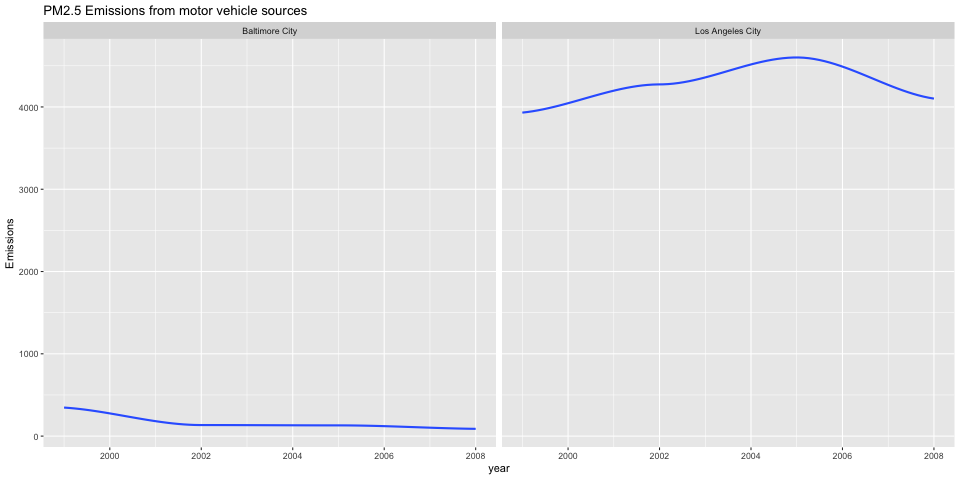 PM2.5 Emissions from motor vehicle sources
Baltimore City
Los Angeles City
Emissions
4000
3000
2000
1000
0
2000 2002 2004 2006 2008
2000 2002 2004 2006 2008
year